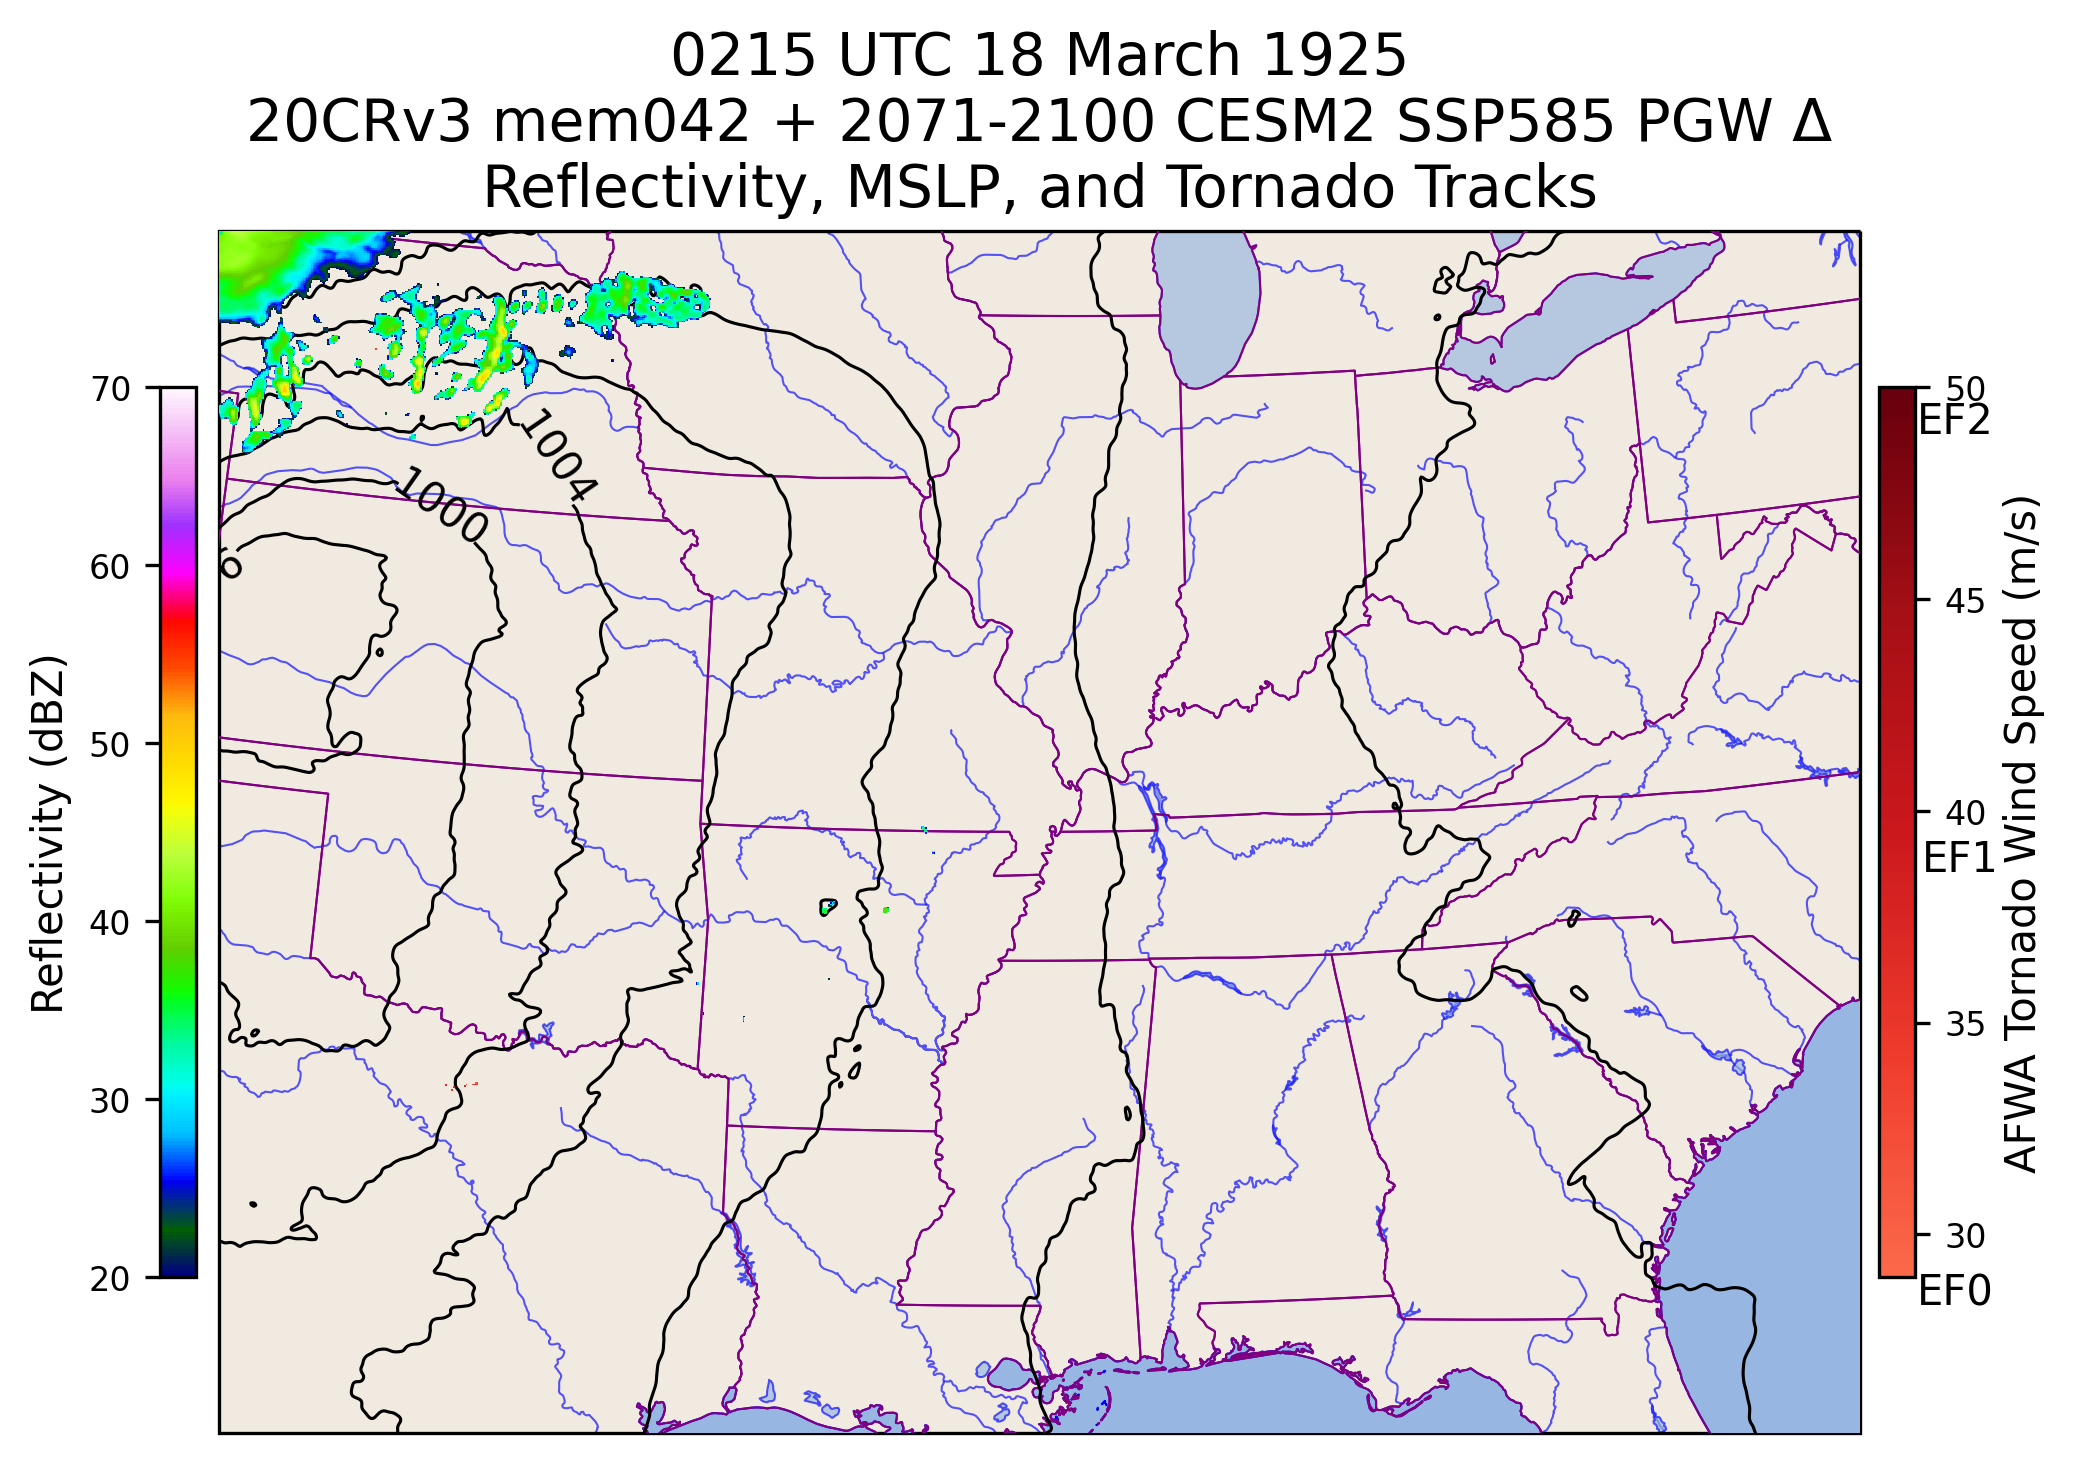 0215 UTC 18 March 1925
20CRv3 mem042 + 2071-2100 CESM2 SSP585 PGW Δ
Reflectivity, MSLP, and Tornado Tracks
70
60
50
40
30
20
Reflectivity (dBZ)
1004
1000
6
50
EF2
45
40
EF1
35
30
EF0
AFWA Tornado Wind Speed (m/s)